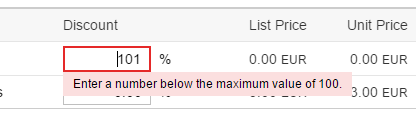 Discount List Price Unit Price
101 % 0.00 EUR 0.00 EUR
Enter a number below the maximum value of 100.
s 3.00 EUR